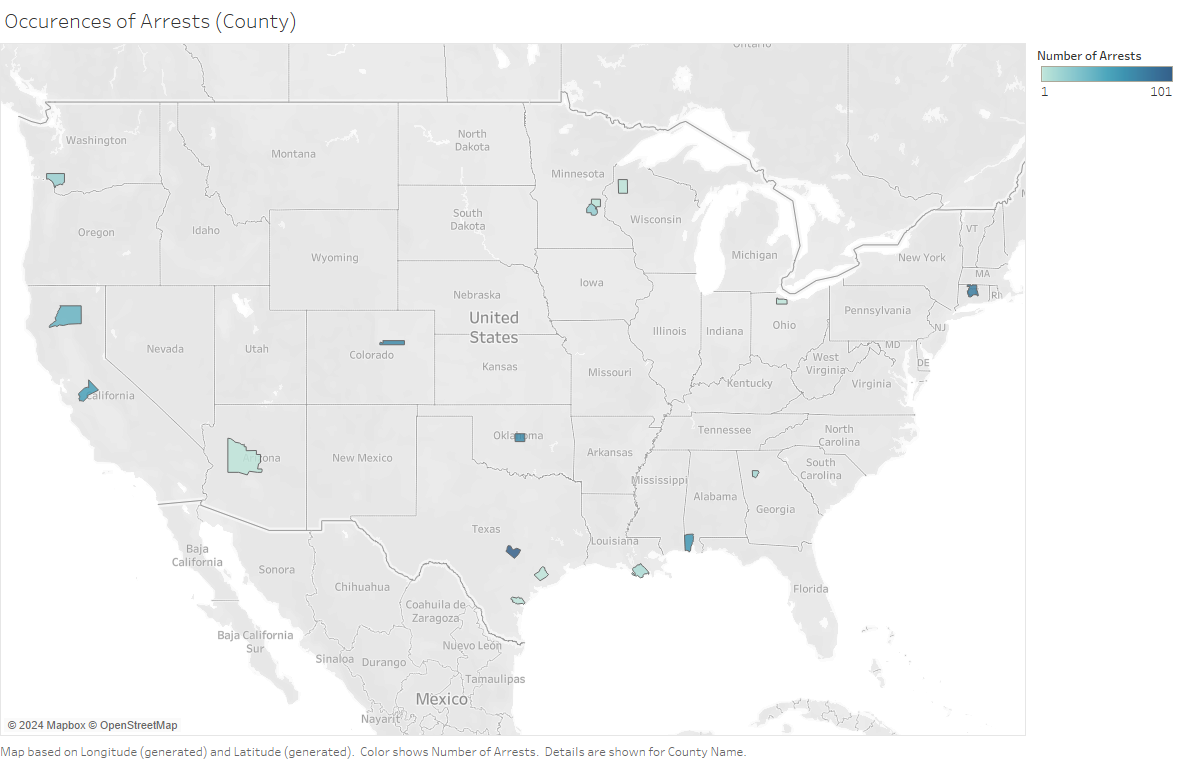 Occurences of Arrests (County)
Number of Arrests
1 101
Ontario
Washington
Montana
North
Dakota
Minnesota
Oregon
Idaho
South
Dakota
Wisconsin
VT
Wyoming
Michigan
New York
MA
Iowa
Nebraska
Pennsylvania
United
States
Illinois
Indiana
Ohio
NJ
Nevada
Utah
Colorado
Kansas
Missouri
MD
West
Virginia
DE
Kentucky
Virginia
California
Tennessee
North
Carolina
New Mexico
Arkansas
South
Carolina
Mississippi
Alabama
Georgia
Texas
Louisiana
Baja
California
Sonora
Chihuahua
Florida
Coahuila de
Zaragoza
Baja California
Sur
Nuevo León
Sinaloa
Durango
Tamaulipas
Mexico
Nayarit
© 2024 Mapbox © OpenStreetMap
Map based on Longitude (generated) and Latitude (generated). Color shows Number of Arrests. Details are shown for County Name.